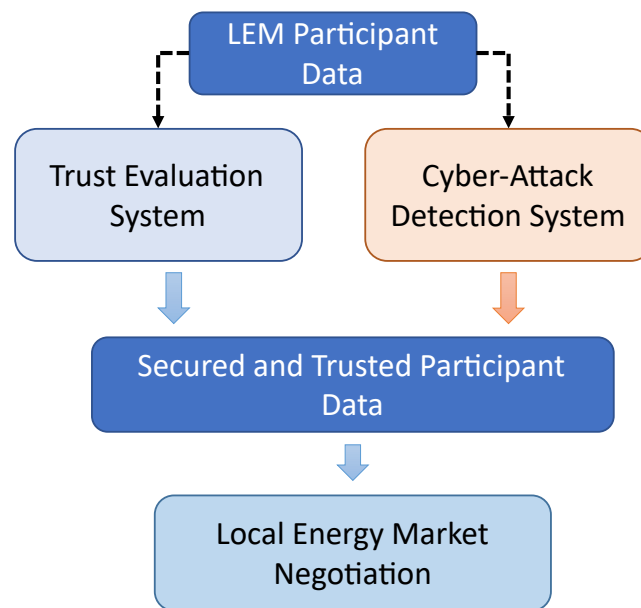 LEM Participant
Data
Trust Evaluation
System
Cyber-Attack
Detection System
Secured and Trusted Participant
Data
Local Energy Market
Negotiation